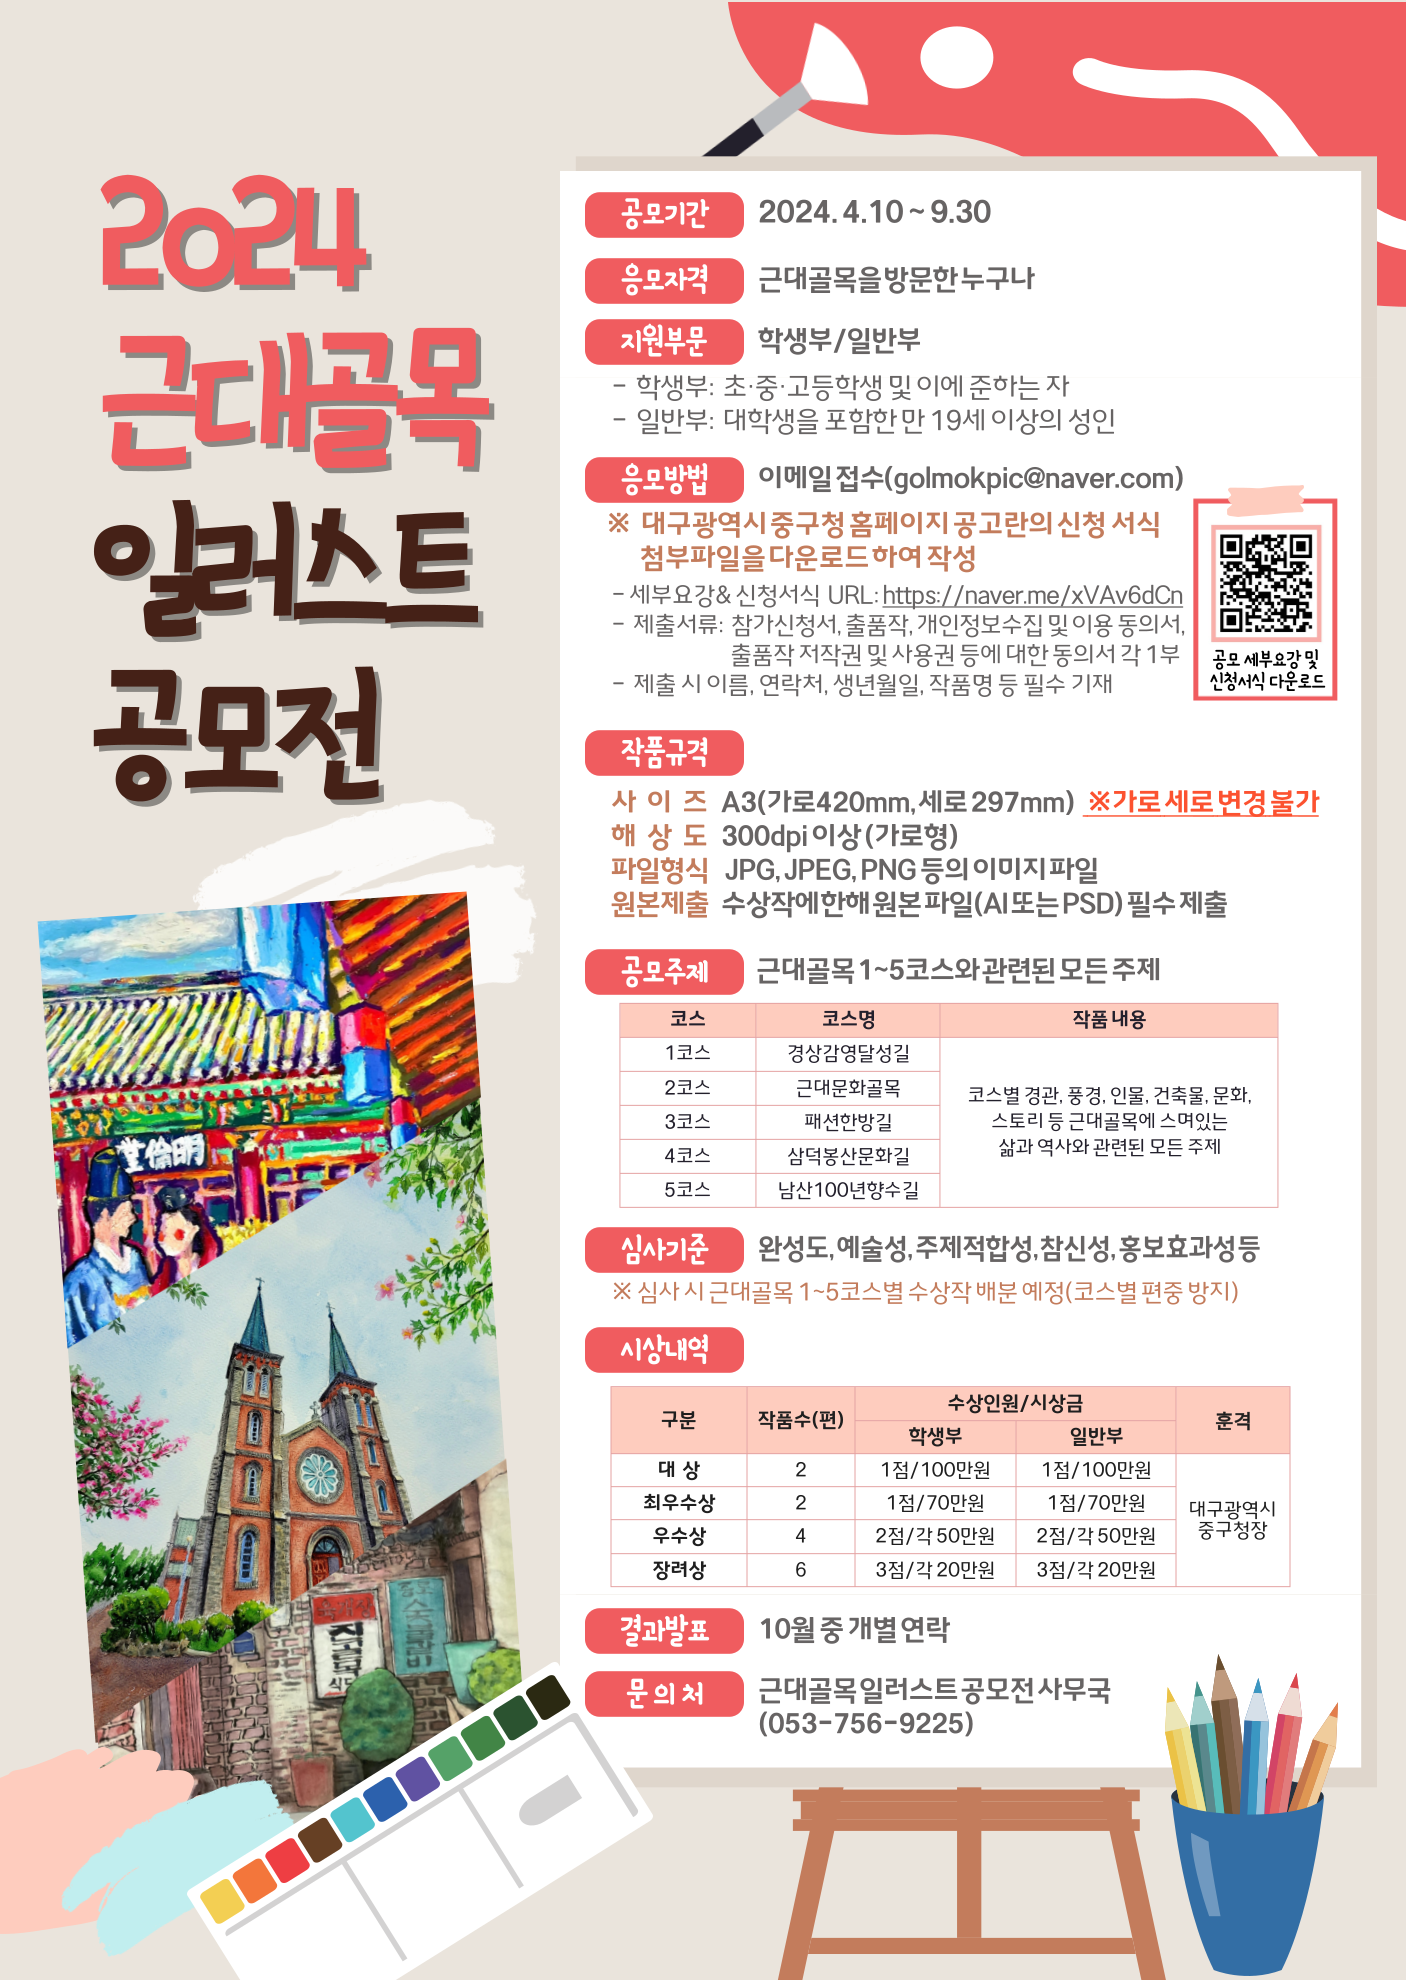 2024
근대골목
일러스트
공모전
공모기간 2024. 4.10 ~ 9.30
응모자격 근대골목을 방문한 누구나
지원부문 학생부/일반부
- 학생부: 초·중·고등학생 및 이에 준하는 자
- 일반부: 대학생을 포함한 만 19세 이상의 성인
응모방법 이메일 접수(golmokpic@naver.com)
※ 대구광역시 중구청 홈페이지 공고란의 신청 서식
첨부파일을 다운로드하여 작성
- 세부요강& 신청서식 URL: https://naver.me/xVAv6dCn
- 제출서류: 참가신청서, 출품작, 개인정보수집 및 이용 동의서,
출품작 저작권 및 사용권 등에 대한 동의서 각 1부
- 제출 시 이름, 연락처, 생년월일, 작품명 등 필수 기재
공모 세부요강 및
신청서식 다운로드
작품규격
사 이 즈 A3(가로420mm, 세로 297mm) ※가로 세로 변경 불가
해 상 도 300dpi 이상 (가로형)
파일형식 JPG, JPEG, PNG 등의 이미지 파일
원본제출 수상작에한해 원본 파일(AI 또는 PSD) 필수 제출
공모주제 근대골목 1~5코스와 관련된 모든 주제
코스 코스명 작품 내용
1코스 경상감영달성길
2코스 근대문화골목
3코스 패션한방길
4코스 삼덕봉산문화길
5코스 남산100년향수길
코스별 경관, 풍경, 인물, 건축물, 문화,
스토리 등 근대골목에 스며있는
삶과 역사와 관련된 모든 주제
심사기준 완성도, 예술성, 주제적합성, 참신성, 홍보효과성 등
※ 심사 시 근대골목 1~5코스별 수상작 배분 예정(코스별 편중 방지)
시상내역
구분 작품수(편) 수상인원/시상금 훈격
학생부 일반부
대 상 2 1점/100만원 1점/100만원
최우수상 2 1점/70만원 1점/70만원
우수상 4 2점/각 50만원 2점/각 50만원
장려상 6 3점/각 20만원 3점/각 20만원
대구광역시
중구청장
결과발표 10월 중 개별 연락
문 의 처 근대골목일러스트 공모전 사무국
(053-756-9225)
堂倫明